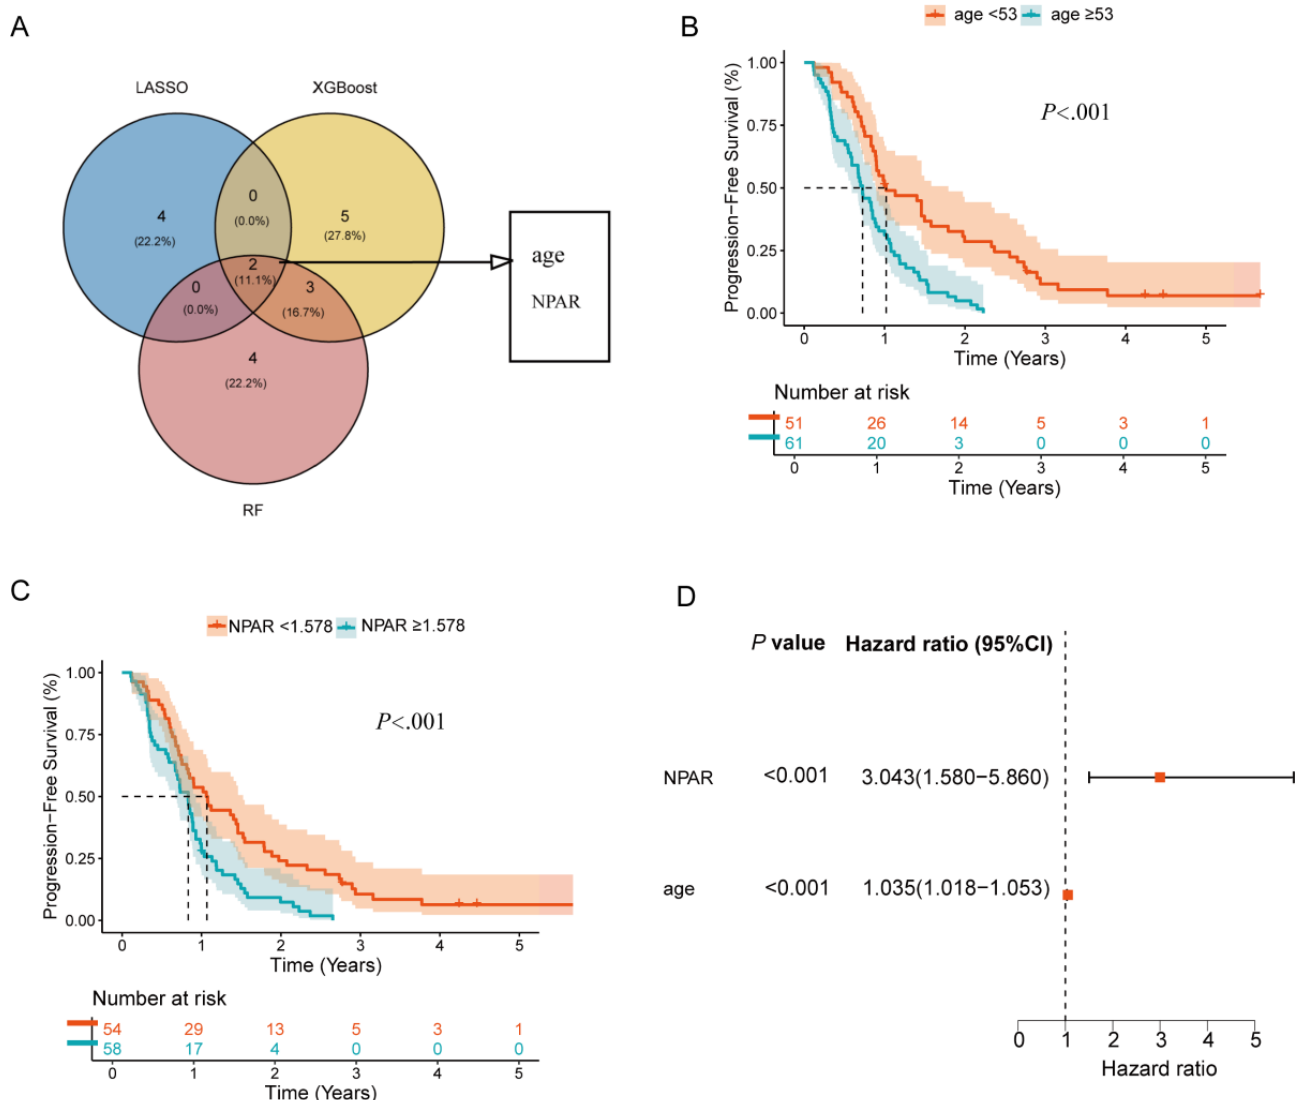 A
LASSO
XGBoost
4
(22.2%)
0
(0.0%)
5
(27.8%)
2
(11.1%)
0
(0.0%)
3
(16.7%)
4
(22.2%)
RF
age
NPAR
B
age <53 age ≥53
Progression−Free Survival (%)
1.00
0.75
0.50
0.25
0.00
P<.001
0 1 2 3 4 5
Time (Years)
Number at risk
51 26 14 5 3 1
61 20 3 0 0 0
0 1 2 3 4 5
Time (Years)
C
NPAR <1.578 NPAR ≥1.578
Progression−Free Survival (%)
1.00
0.75
0.50
0.25
0.00
P<.001
0 1 2 3 4 5
Time (Years)
Number at risk
54 29 13 5 3 1
58 17 4 0 0 0
0 1 2 3 4 5
Time (Years)
D
P value Hazard ratio (95%CI)
NPAR <0.001 3.043(1.580−5.860)
age <0.001 1.035(1.018−1.053)
0 1 2 3 4 5
Hazard ratio